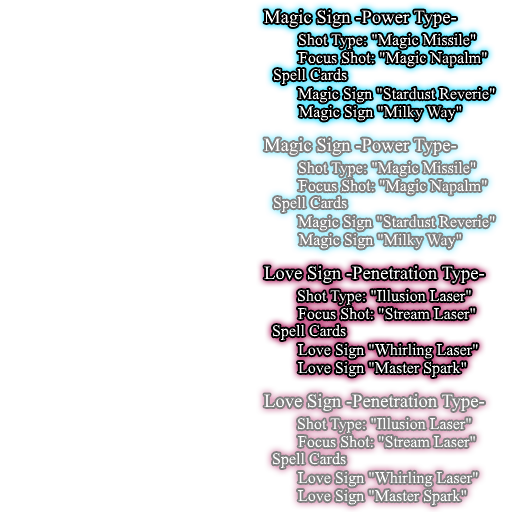 Magic Sign -Power Type-
Shot Type: "Magic Missile"
Focus Shot: "Magic Napalm"
Spell Cards
Magic Sign "Stardust Reverie"
Magic Sign "Milky Way"
Magic Sign -Power Type-
Shot Type: "Magic Missile"
Focus Shot: "Magic Napalm"
Spell Cards
Magic Sign "Stardust Reverie"
Magic Sign "Milky Way"
Love Sign -Penetration Type-
Shot Type: "Illusion Laser"
Focus Shot: "Stream Laser"
Spell Cards
Love Sign "Whirling Laser"
Love Sign "Master Spark"
Love Sign -Penetration Type-
Shot Type: "Illusion Laser"
Focus Shot: "Stream Laser"
Spell Cards
Love Sign "Whirling Laser"
Love Sign "Master Spark"